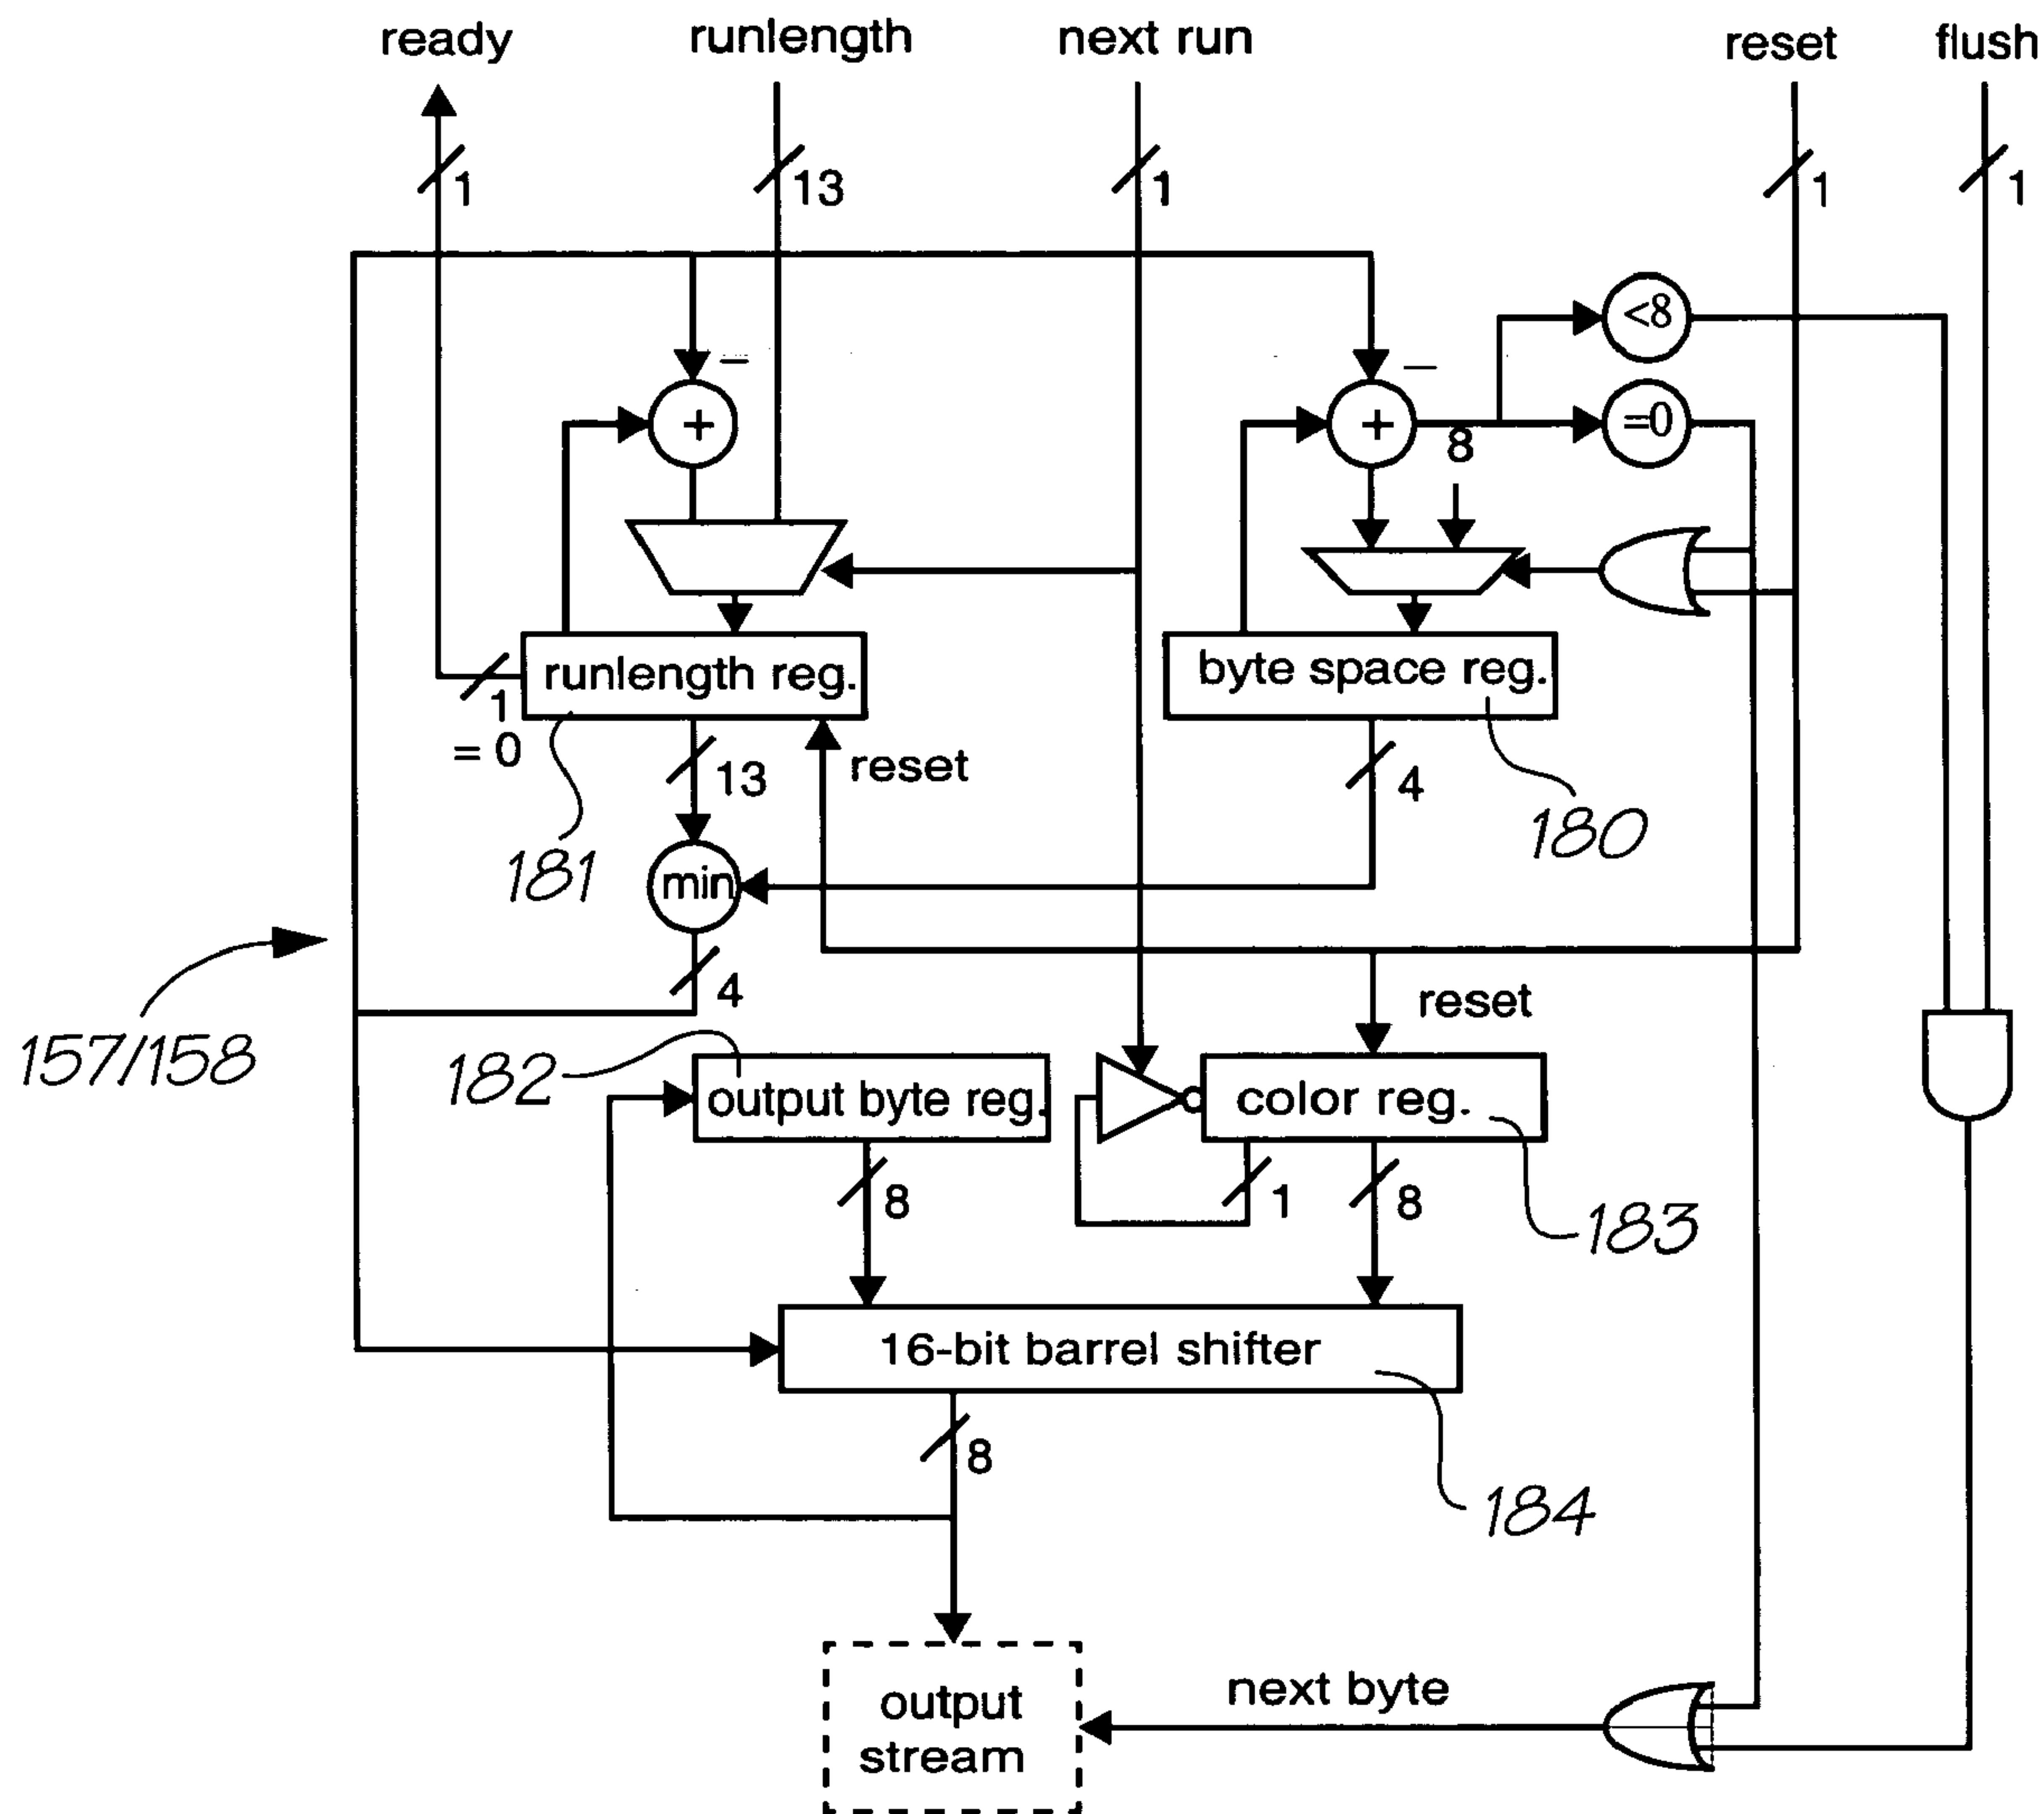 ready
runlength
next run
reset
flush
1
13
1
1
1
<8
−
−
+
+
=0
8
runlength reg.
byte space reg.
1
= 0
13
reset
4
181
180
min
4
reset
157/158
182
output byte reg.
color reg.
8
1
8
183
16-bit barrel shifter
8
184
output
stream
next byte